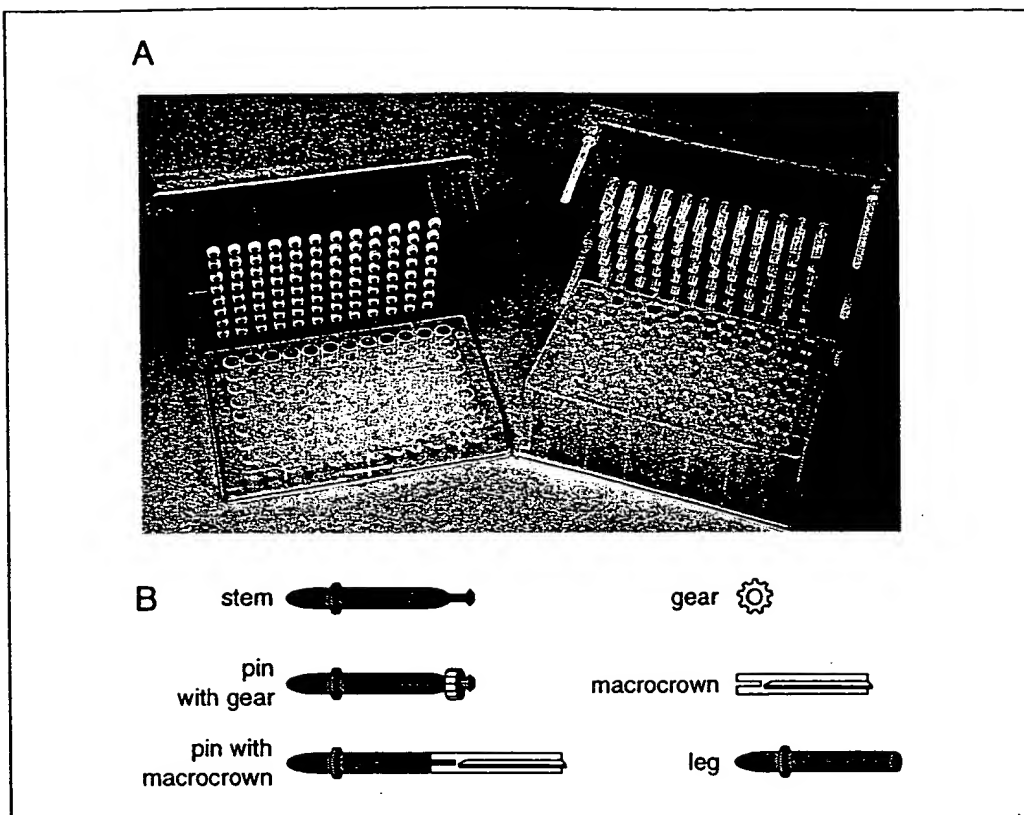 A
B
stem
gear
pin
with gear
macrocrown
pin with
macrocrown
leg